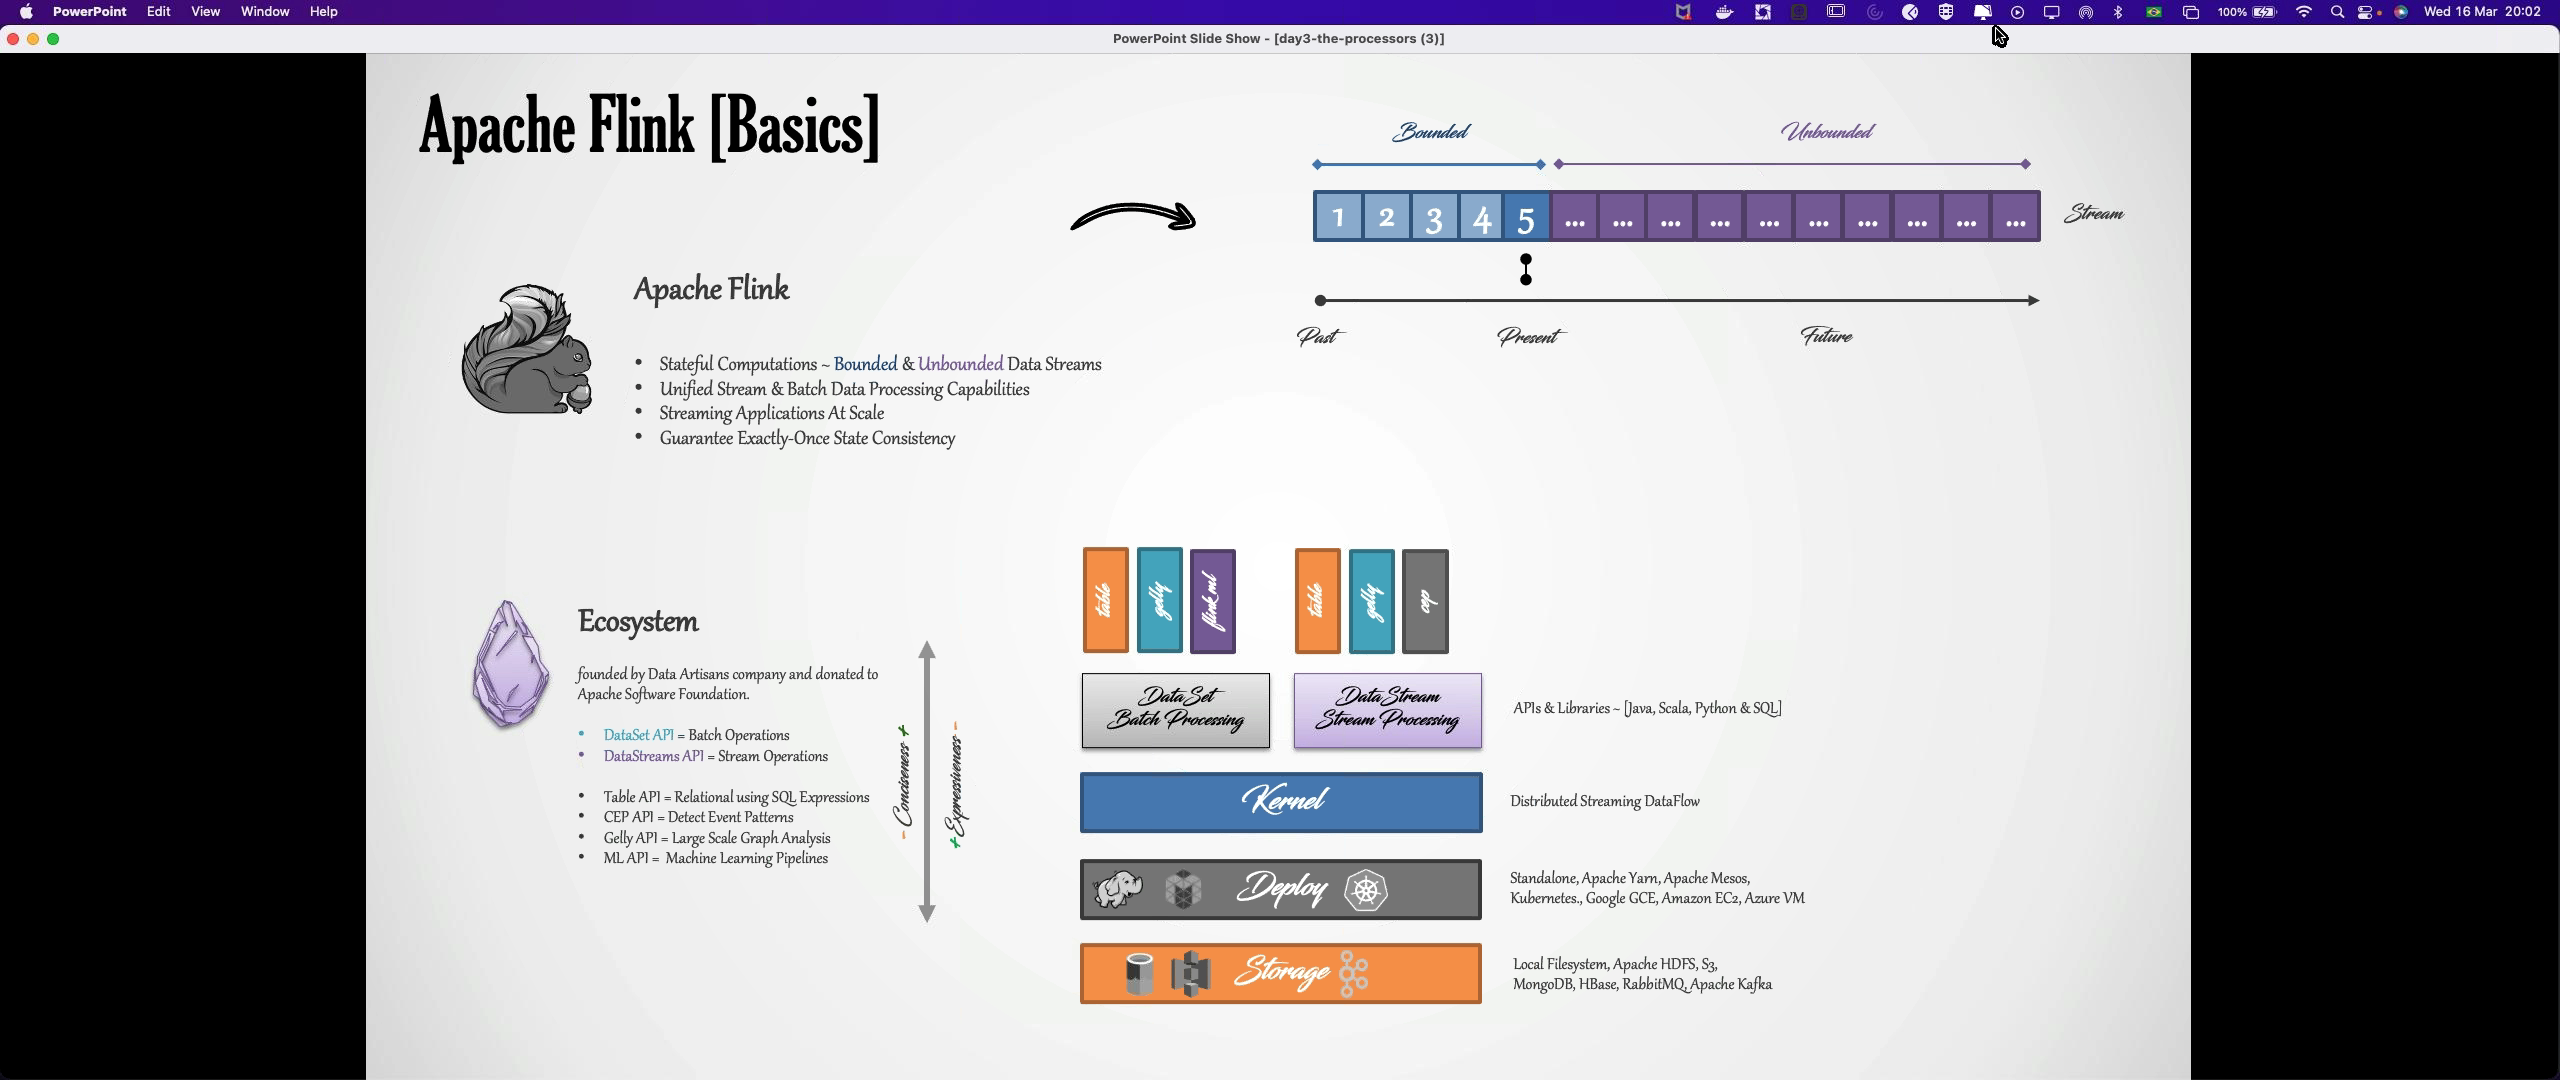 PowerPoint Edit View Window Help
100%
Wed 16 Mar 20:02
PowerPoint Slide Show - [day3-the-processors (3)]
Apache Flink [Basics]
Bounded
Unbounded
1 2 3 4 5 ... ... ... ... ... ... ... ... ... ...
Stream
Past
Present
Future
Apache Flink
• Stateful Computations ~ Bounded & Unbounded Data Streams
• Unified Stream & Batch Data Processing Capabilities
• Streaming Applications At Scale
• Guarantee Exactly-Once State Consistency
Ecosystem
founded by Data Artisans company and donated to
Apache Software Foundation.
• DataSet API = Batch Operations
• DataStreams API = Stream Operations
• Table API = Relational using SQL Expressions
• CEP API = Detect Event Patterns
• Gelly API = Large Scale Graph Analysis
• ML API = Machine Learning Pipelines
- Conciseness +
+ Expressiveness -
table
gelly
flink ml
table
gelly
cep
DataSet
Batch Processing
DataStream
Stream Processing
APIs & Libraries ~ [Java, Scala, Python & SQL]
Kernel
Distributed Streaming DataFlow
Deploy
Standalone, Apache Yarn, Apache Mesos,
Kubernetes., Google GCE, Amazon EC2, Azure VM
Storage
Local Filesystem, Apache HDFS, S3,
MongoDB, HBase, RabbitMQ, Apache Kafka